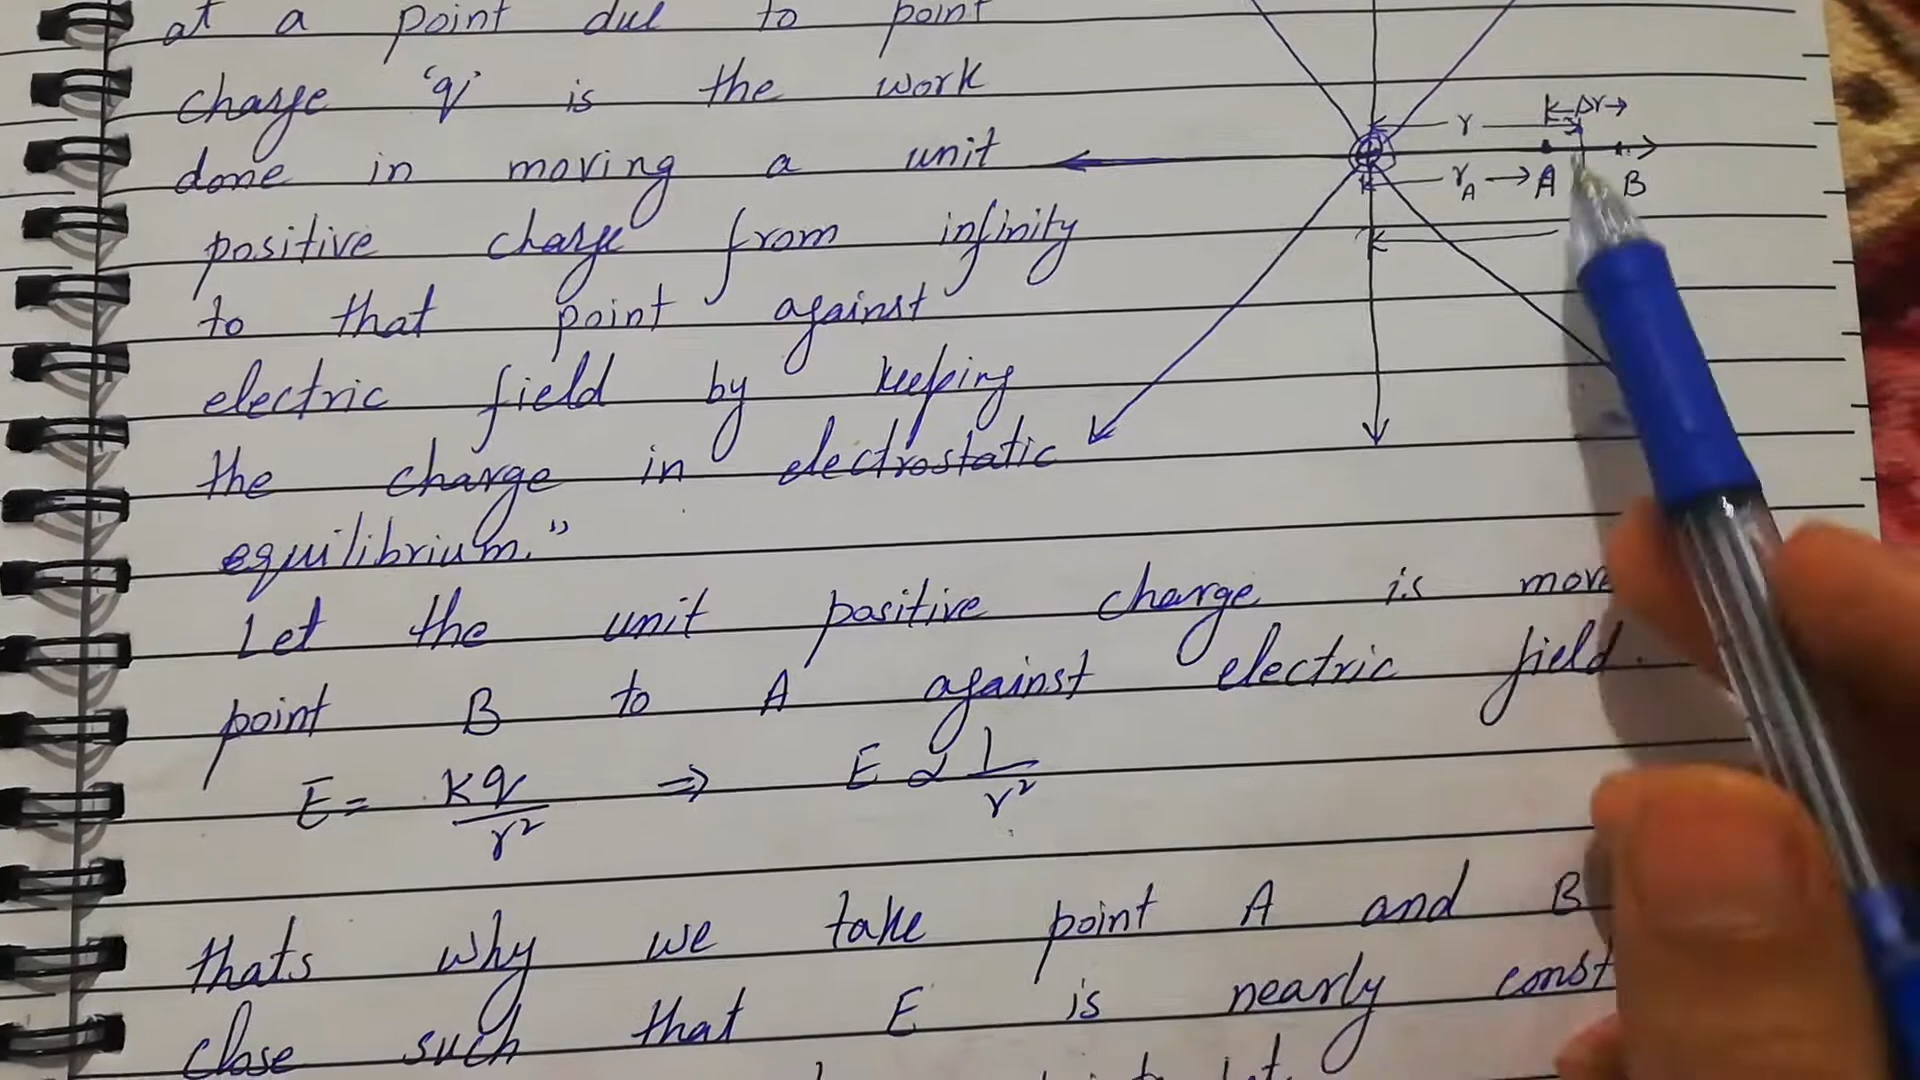 at a point due to point
charge 'q' is the work
done in moving a unit
positive charge from infinity
to that point against
electric field by keeping
the charge in electrostatic
equilibrium."
Let the unit positive charge is
point B to A against electric field.
E = kq/r² ⇒ E ∝ 1/r²
thats why we take point A and B
close such that E is nearly
Δr
r
r_A A B